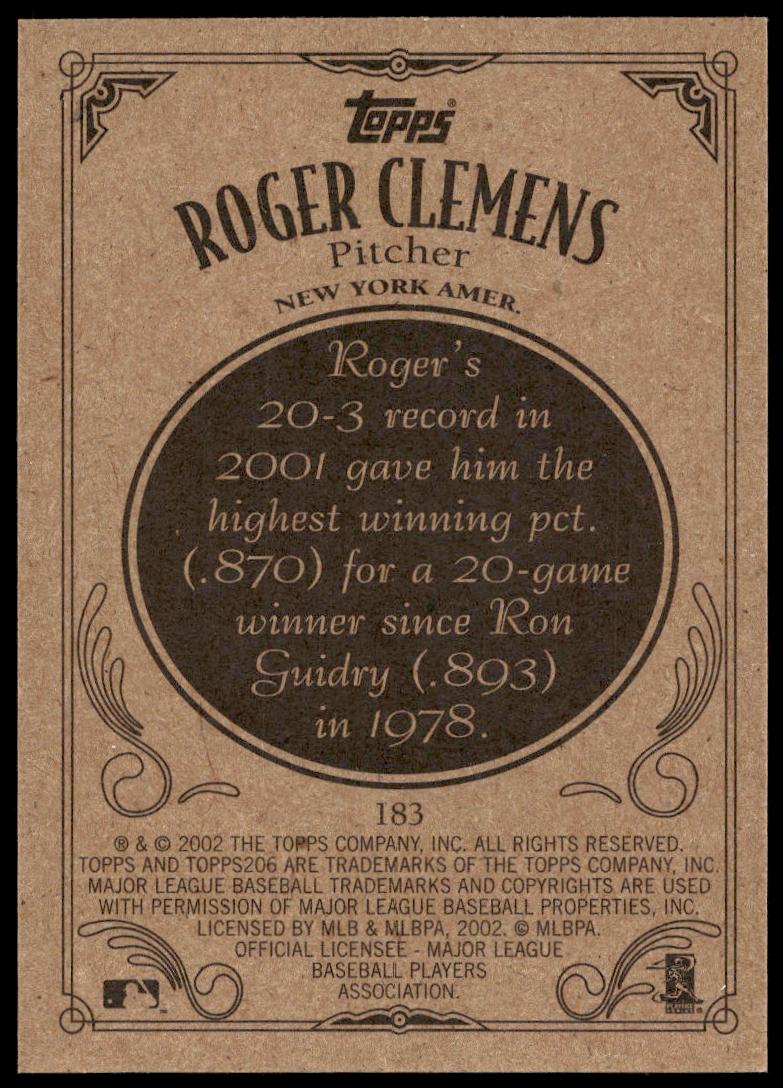 topps®
ROGER CLEMENS
Pitcher
NEW YORK AMER.
Roger's
20-3 record in
2001 gave him the
highest winning pct.
(.870) for a 20-game
winner since Ron
Guidry (.893)
in 1978.
183
® & © 2002 THE TOPPS COMPANY, INC. ALL RIGHTS RESERVED.
TOPPS AND TOPPS206 ARE TRADEMARKS OF THE TOPPS COMPANY, INC.
MAJOR LEAGUE BASEBALL TRADEMARKS AND COPYRIGHTS ARE USED
WITH PERMISSION OF MAJOR LEAGUE BASEBALL PROPERTIES, INC.
LICENSED BY MLB & MLBPA, 2002. © MLBPA.
OFFICIAL LICENSEE - MAJOR LEAGUE
BASEBALL PLAYERS
ASSOCIATION.